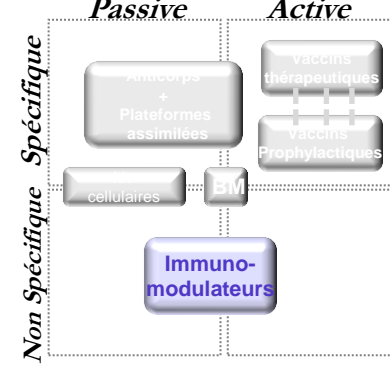 Passive Active
Spécifique
Anticorps
+
Plateformes
assimilées
Vaccins
thérapeutiques
Vaccins
Prophylactiques
cellulaires
BM
Non Spécifique
Immuno-
modulateurs